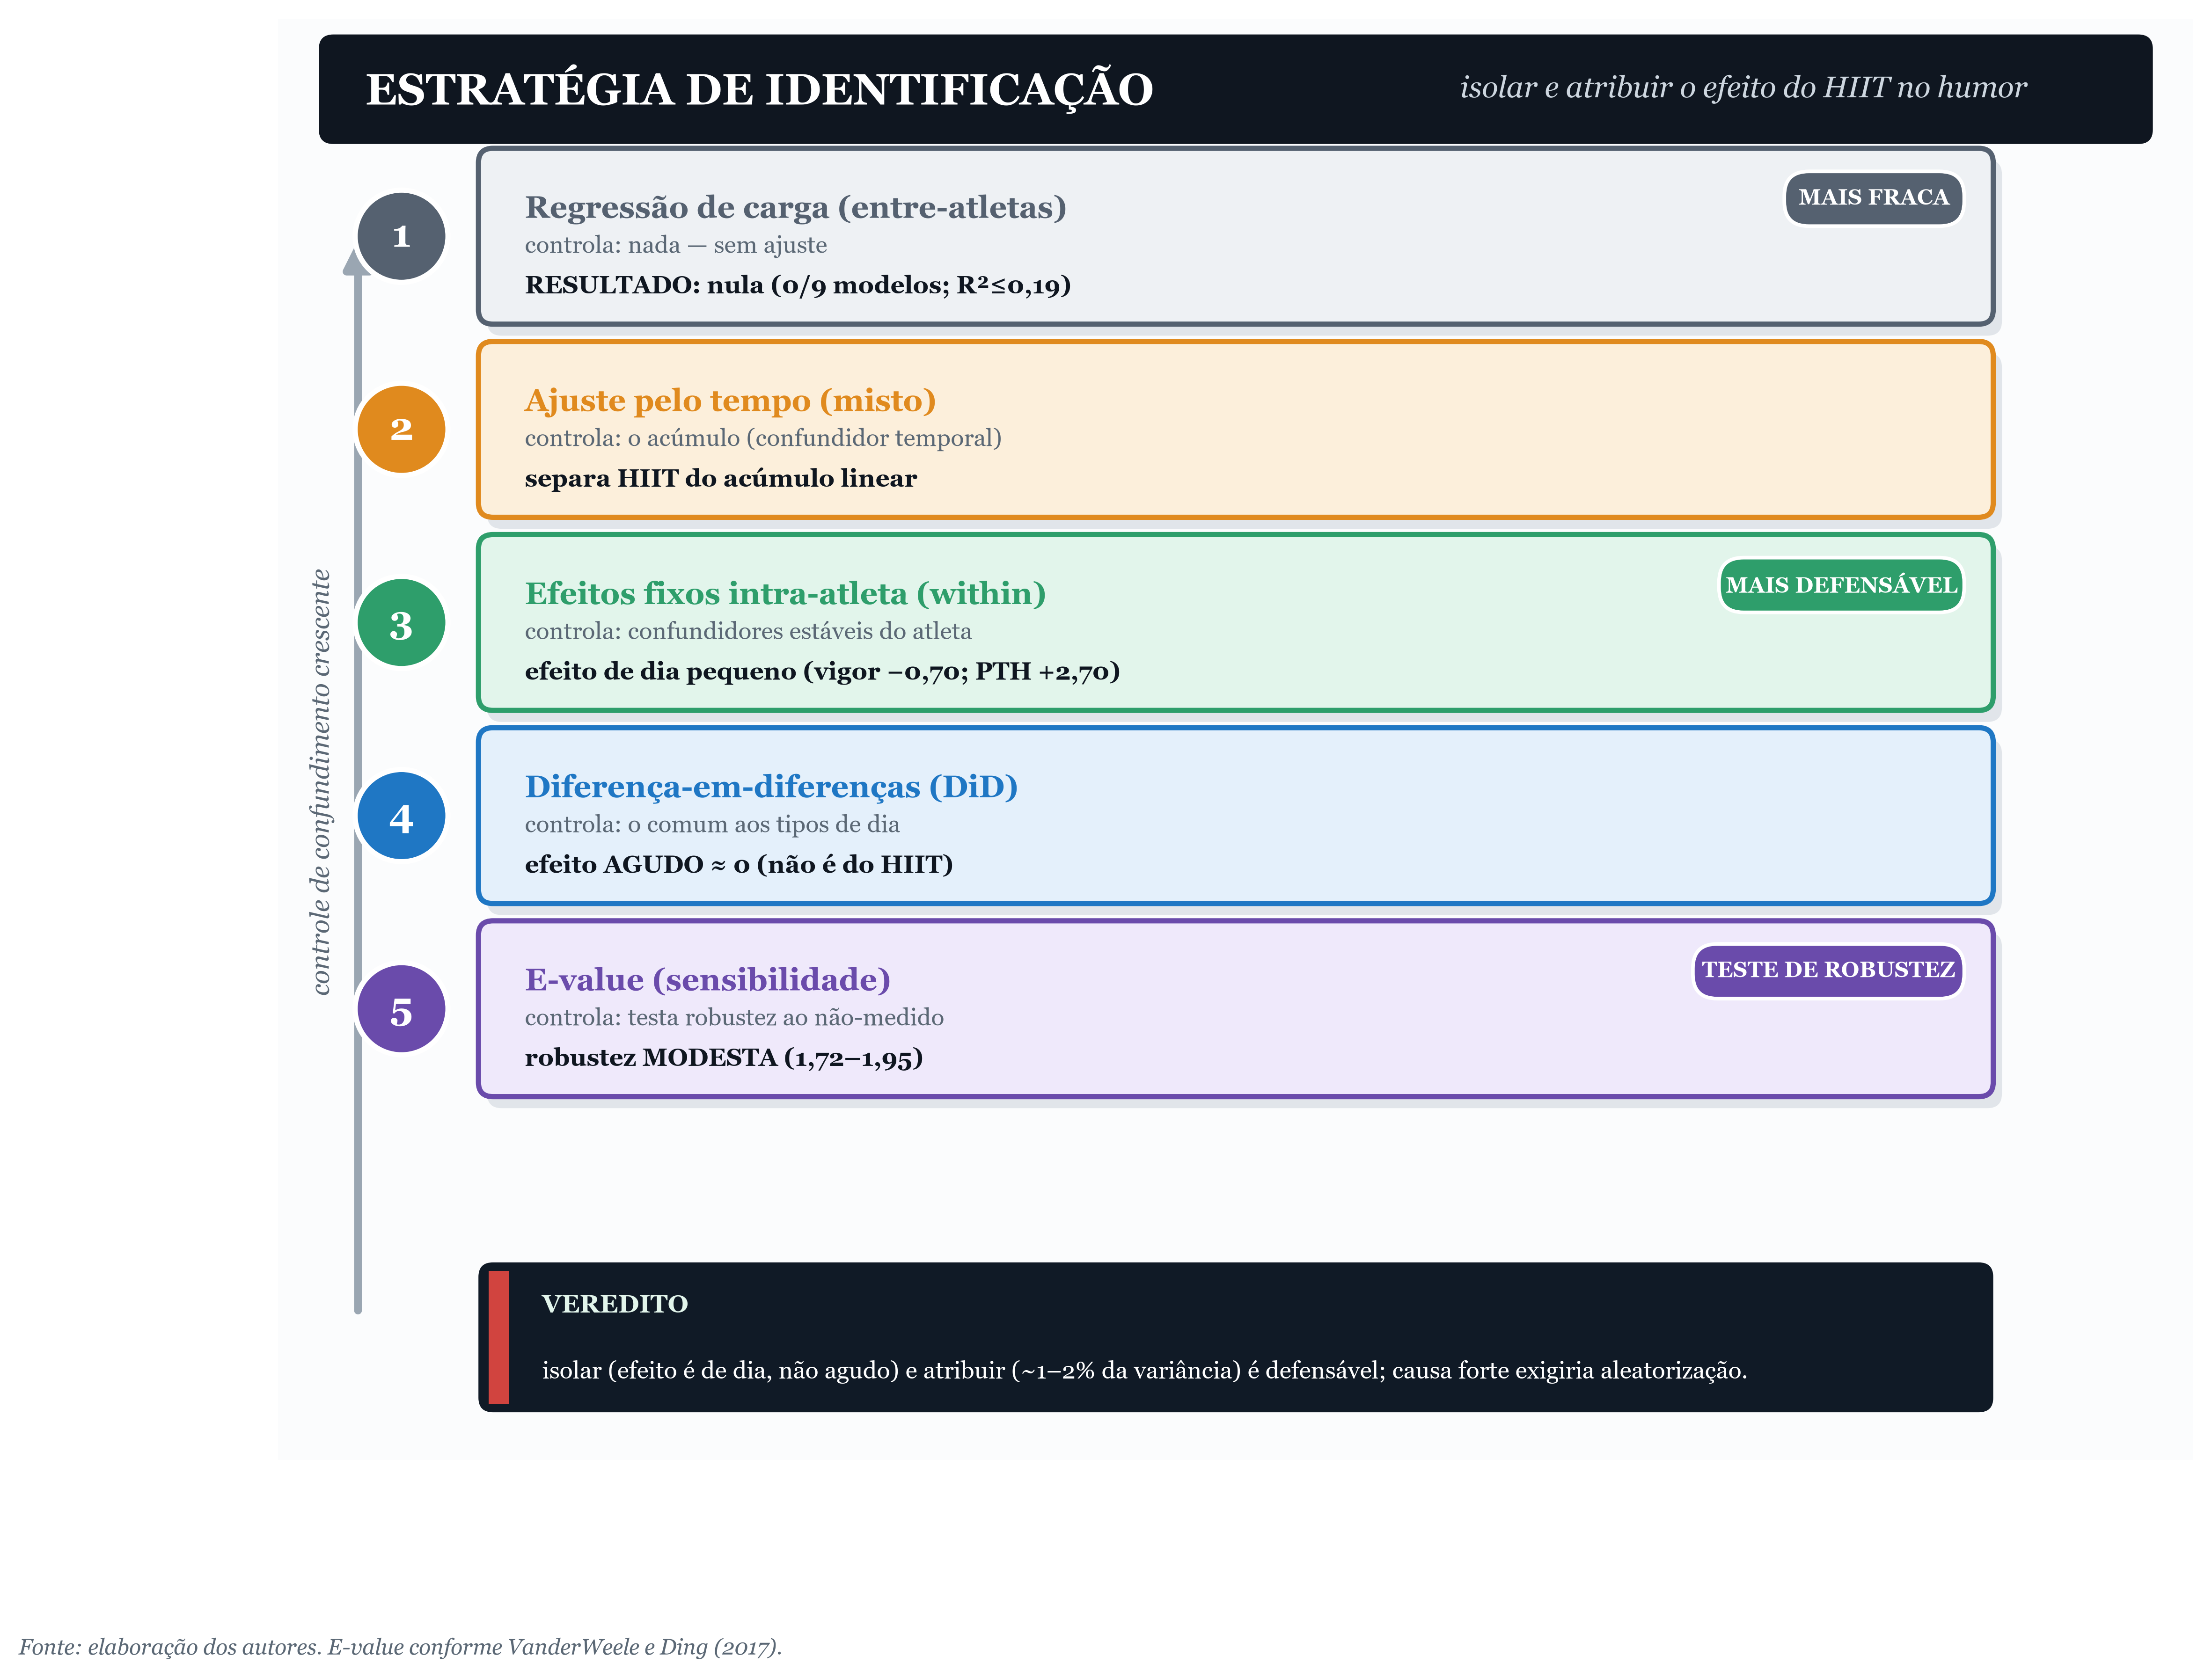 ESTRATÉGIA DE IDENTIFICAÇÃO
isolar e atribuir o efeito do HIIT no humor
1
Regressão de carga (entre-atletas)
MAIS FRACA
controla: nada — sem ajuste
RESULTADO: nula (0/9 modelos; R²≤0,19)
2
Ajuste pelo tempo (misto)
controla: o acúmulo (confundidor temporal)
separa HIIT do acúmulo linear
3
Efeitos fixos intra-atleta (within)
MAIS DEFENSÁVEL
controla: confundidores estáveis do atleta
efeito de dia pequeno (vigor −0,70; PTH +2,70)
4
Diferença-em-diferenças (DiD)
controla: o comum aos tipos de dia
efeito AGUDO ≈ 0 (não é do HIIT)
5
E-value (sensibilidade)
TESTE DE ROBUSTEZ
controla: testa robustez ao não-medido
robustez MODESTA (1,72–1,95)
controle de confundimento crescente
VEREDITO
isolar (efeito é de dia, não agudo) e atribuir (~1–2% da variância) é defensável; causa forte exigiria aleatorização.
Fonte: elaboração dos autores. E-value conforme VanderWeele e Ding (2017).